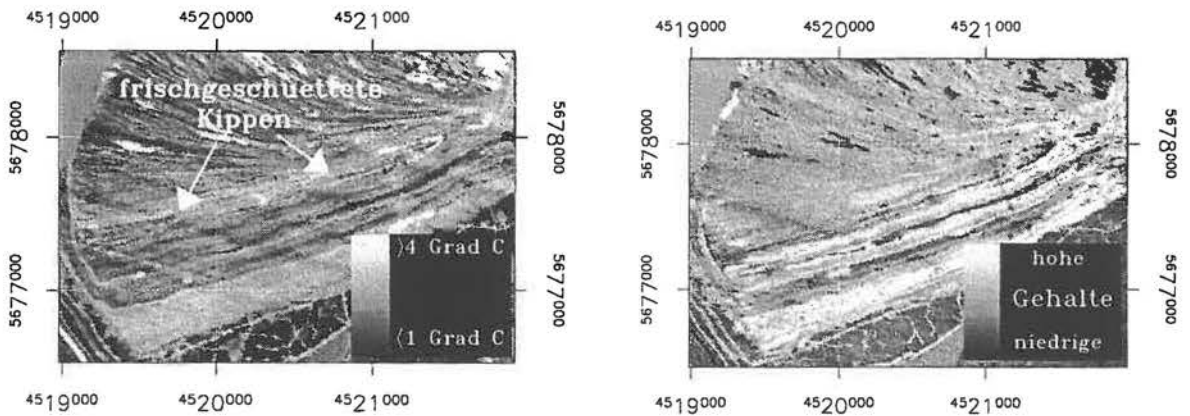 4519000 4520000 4521000
frischgeschuettete
Kippen
5678000 5678000
5677000 5677000
⟩4 Grad C
⟨1 Grad C
4519000 4520000 4521000
4519000 4520000 4521000
5678000 5678000
5677000 5677000
hohe
Gehalte
niedrige
4519000 4520000 4521000